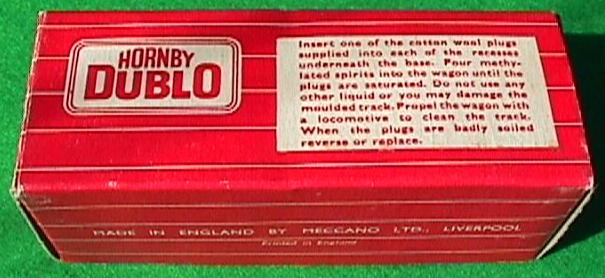 HORNBY
DUBLO
Insert one of the cotton wool plugs
supplied into each of the recesses
underneath the base. Pour methy-
lated spirits into the wagon until the
plugs are saturated. Do not use any
other liquid or you may damage the
moulded track. Propel the wagon with
a locomotive to clean the track.
When the plugs are badly soiled
reverse or replace.
MADE IN ENGLAND BY MECCANO LTD., LIVERPOOL
Printed in England